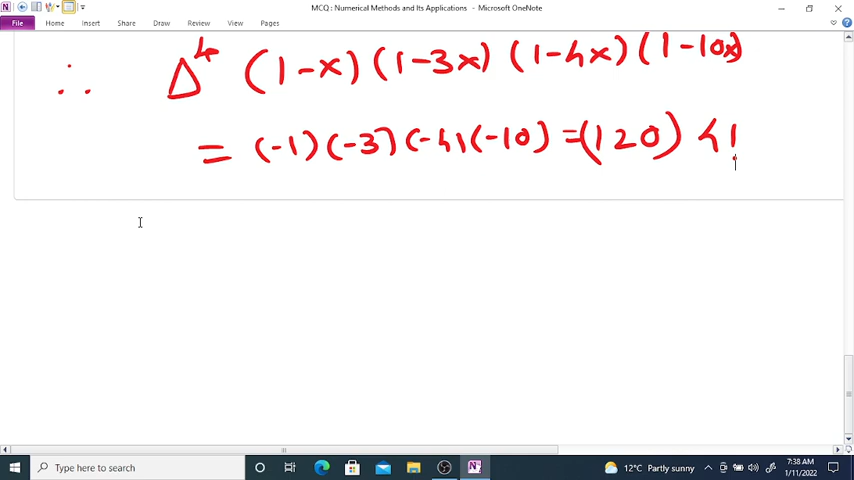 MCQ : Numerical Methods and Its Applications - Microsoft OneNote
File Home Insert Share Draw Review View Pages
∴ Δ⁴ (1-x) (1-3x) (1-4x) (1-10x)
= (-1) (-3) (-4) (-10) = (120) 4!
Type here to search
12°C Partly sunny
7:38 AM
1/11/2022